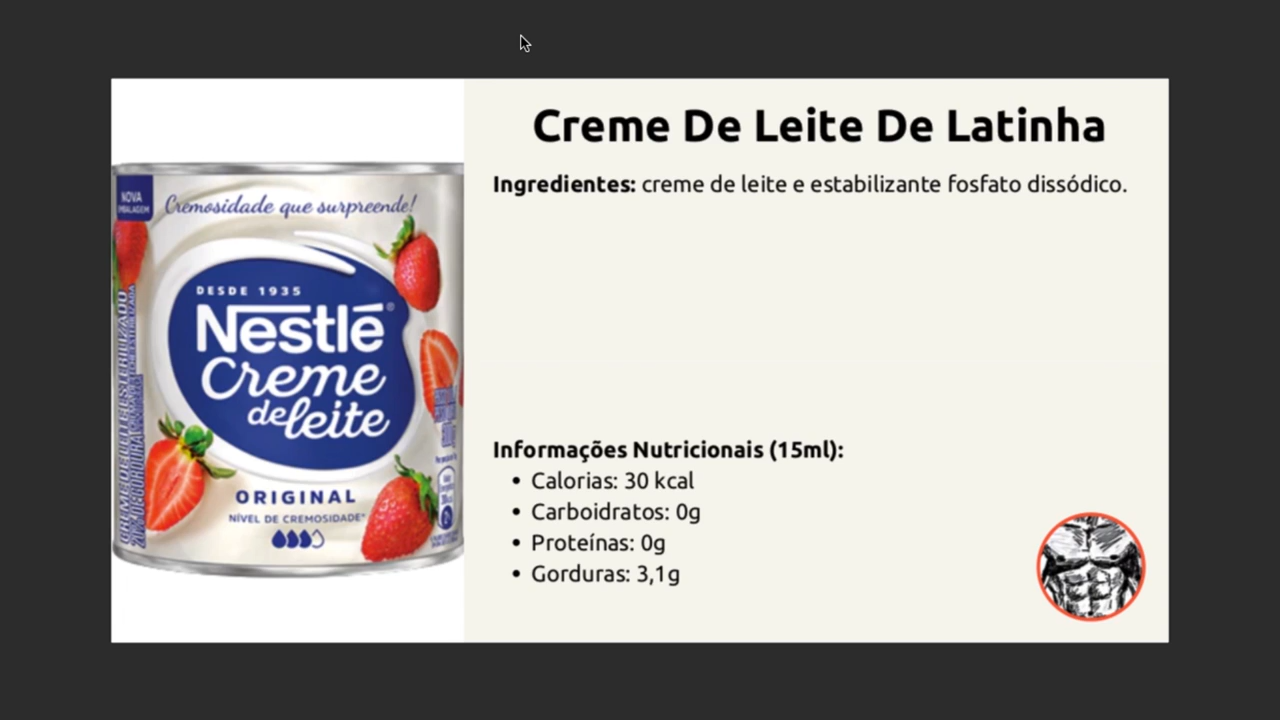 Creme De Leite De Latinha
Ingredientes: creme de leite e estabilizante fosfato dissódico.
Informações Nutricionais (15ml):
• Calorias: 30 kcal
• Carboidratos: 0g
• Proteínas: 0g
• Gorduras: 3,1g
NOVA
EMBALAGEM
Cremosidade que surpreende!
DESDE 1935
Nestlé®
Creme
de leite
ORIGINAL
NÍVEL DE CREMOSIDADE*